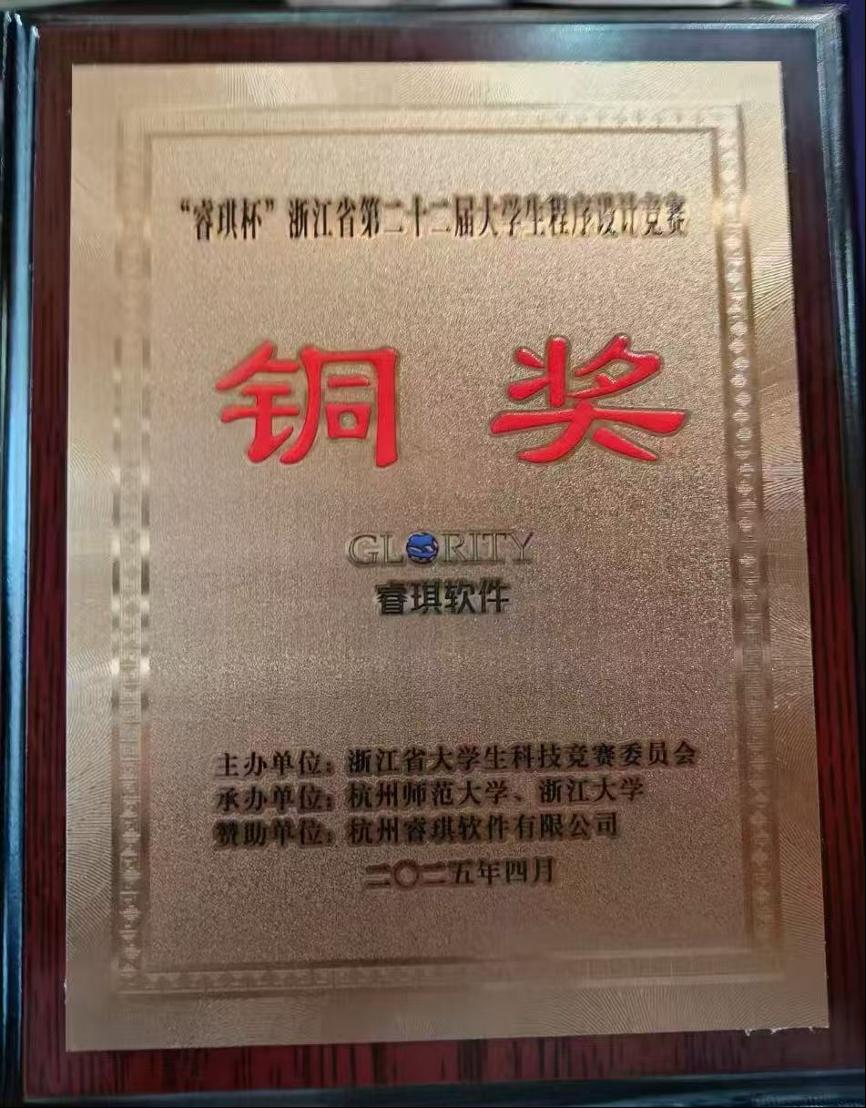 “睿琪杯”浙江省第二十二届大学生程序设计竞赛
铜奖
GLORITY
睿琪软件
主办单位：浙江省大学生科技竞赛委员会
承办单位：杭州师范大学、浙江大学
赞助单位：杭州睿琪软件有限公司
二〇二五年四月